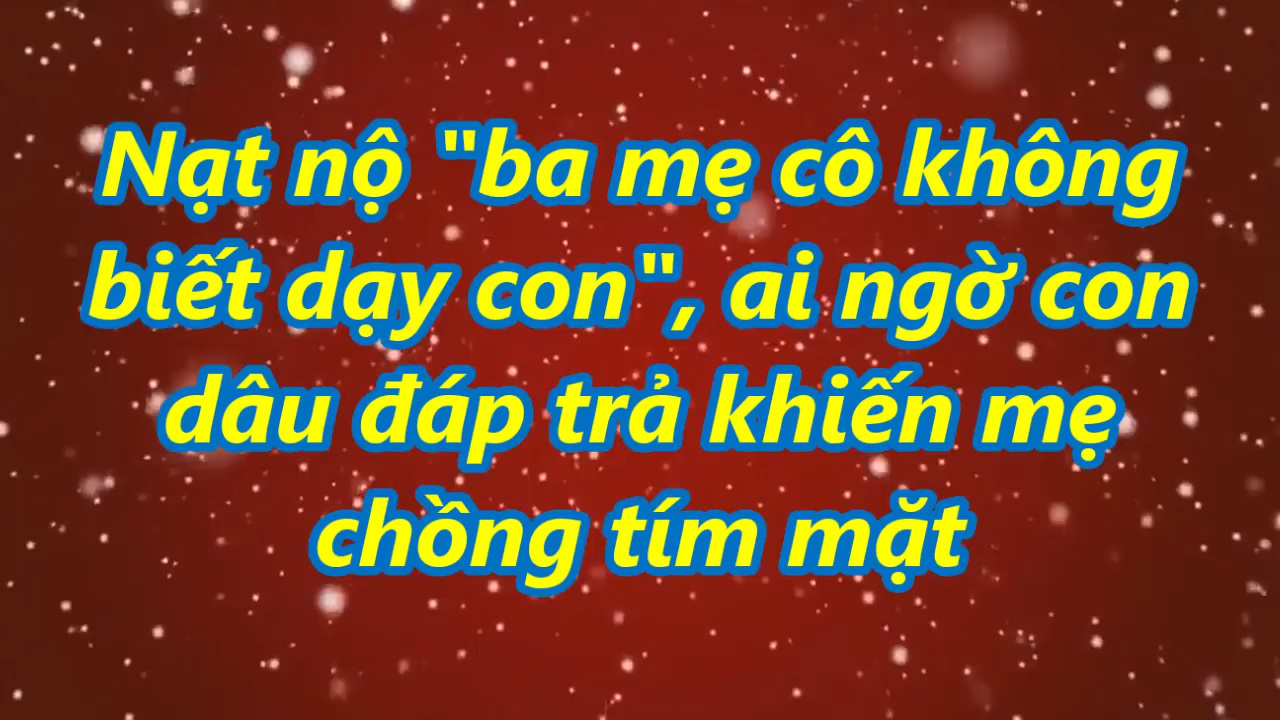 Nạt nộ "ba mẹ cô không
biết dạy con", ai ngờ con
dâu đáp trả khiến mẹ
chồng tím mặt